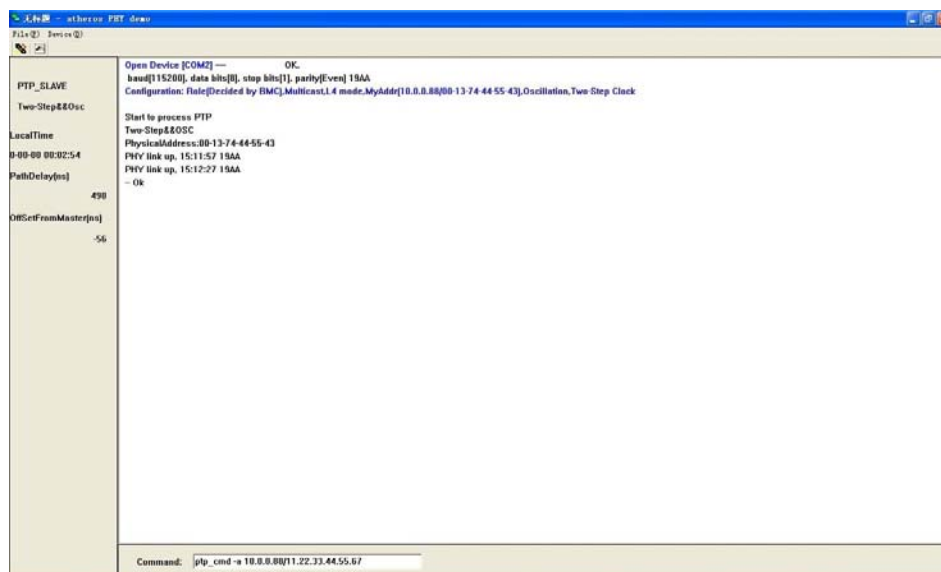 无标题 - atheros PHY demo
File(F) Device(D)
Open Device [COM2] --- OK.
baud[115200], data bits[8], stop bits[1], parity[Even] 19AA
Configuration: Role[Decided by BMC],Multicast,L4 mode,MyAddr[10.0.0.88/00-13-74-44-55-43],Oscillation,Two-Step Clock
Start to process PTP
Two-Step&&OSC
PhysicalAddress:00-13-74-44-55-43
PHY link up, 15:11:57 19AA
PHY link up, 15:12:27 19AA
-- Ok
PTP_SLAVE
Two-Step&&Osc
LocalTime
0-00-00 00:02:54
PathDelay[ns]
490
OffSetFromMaster[ns]
-56
Command: ptp_cmd -a 10.0.0.88/11.22.33.44.55.67